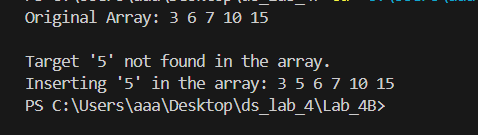 Original Array: 3 6 7 10 15
Target '5' not found in the array.
Inserting '5' in the array: 3 5 6 7 10 15
PS C:\Users\aaa\Desktop\ds_lab_4\Lab_4B>